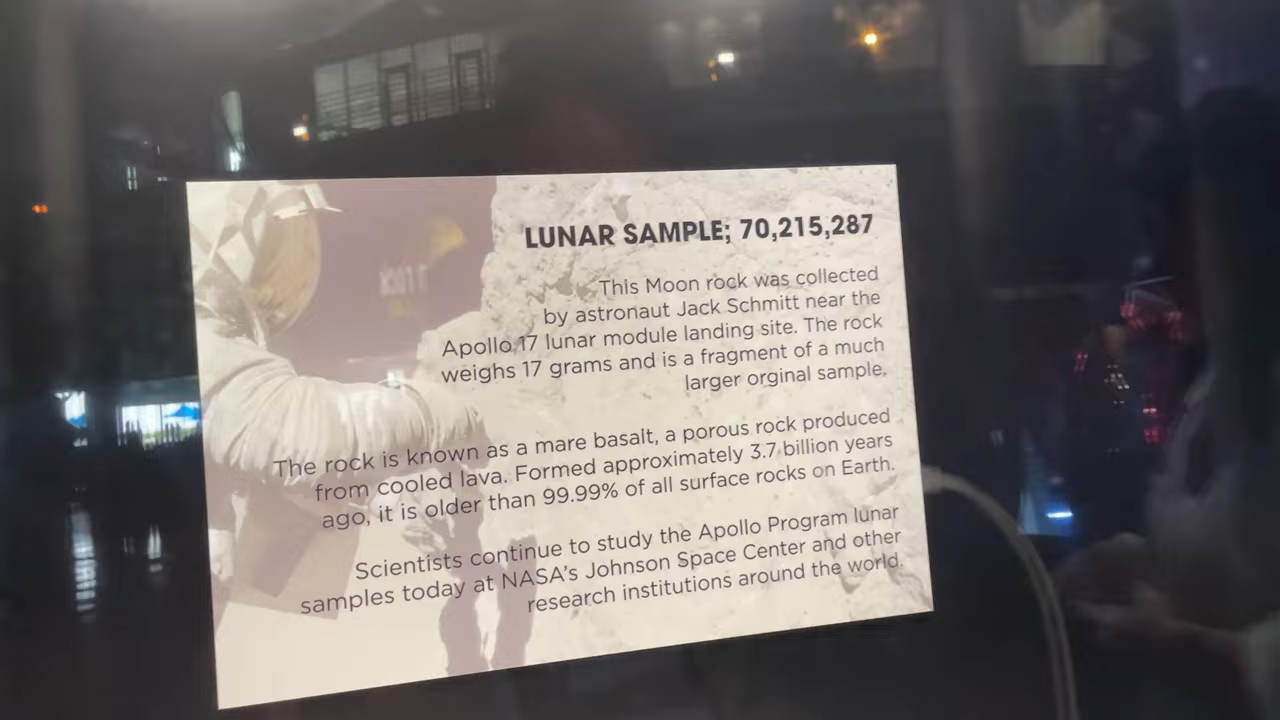 LUNAR SAMPLE; 70,215,287
This Moon rock was collected
by astronaut Jack Schmitt near the
Apollo 17 lunar module landing site. The rock
weighs 17 grams and is a fragment of a much
larger orginal sample.
The rock is known as a mare basalt, a porous rock produced
from cooled lava. Formed approximately 3.7 billion years
ago, it is older than 99.99% of all surface rocks on Earth.
Scientists continue to study the Apollo Program lunar
samples today at NASA's Johnson Space Center and other
research institutions around the world.